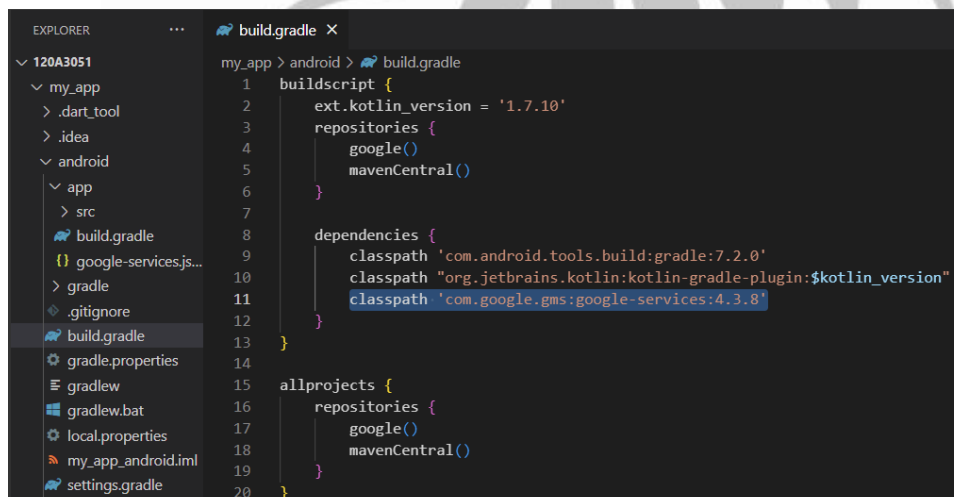 EXPLORER ···
120A3051
my_app
.dart_tool
.idea
android
app
src
build.gradle
{} google-services.js...
gradle
.gitignore
build.gradle
gradle.properties
gradlew
gradlew.bat
local.properties
my_app_android.iml
settings.gradle
build.gradle ×
my_app > android > build.gradle
1 buildscript {
2 ext.kotlin_version = '1.7.10'
3 repositories {
4 google()
5 mavenCentral()
6 }
7
8 dependencies {
9 classpath 'com.android.tools.build:gradle:7.2.0'
10 classpath "org.jetbrains.kotlin:kotlin-gradle-plugin:$kotlin_version"
11 classpath 'com.google.gms:google-services:4.3.8'
12 }
13 }
14
15 allprojects {
16 repositories {
17 google()
18 mavenCentral()
19 }
20 }